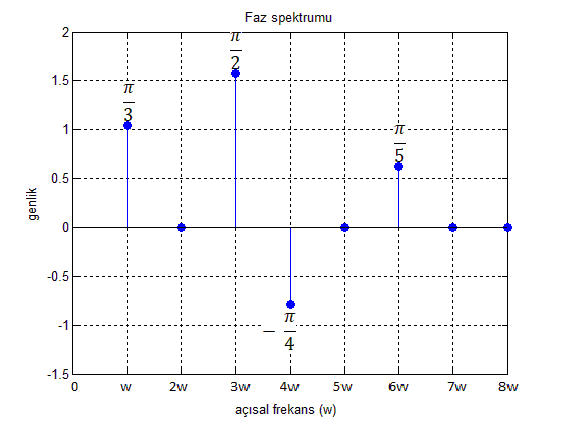 Faz spektrumu
2
π/2
1.5
π/3
1
π/5
0.5
genlik
0
-0.5
-1
−π/4
-1.5
0 w 2w 3w 4w 5w 6w 7w 8w
açısal frekans (w)